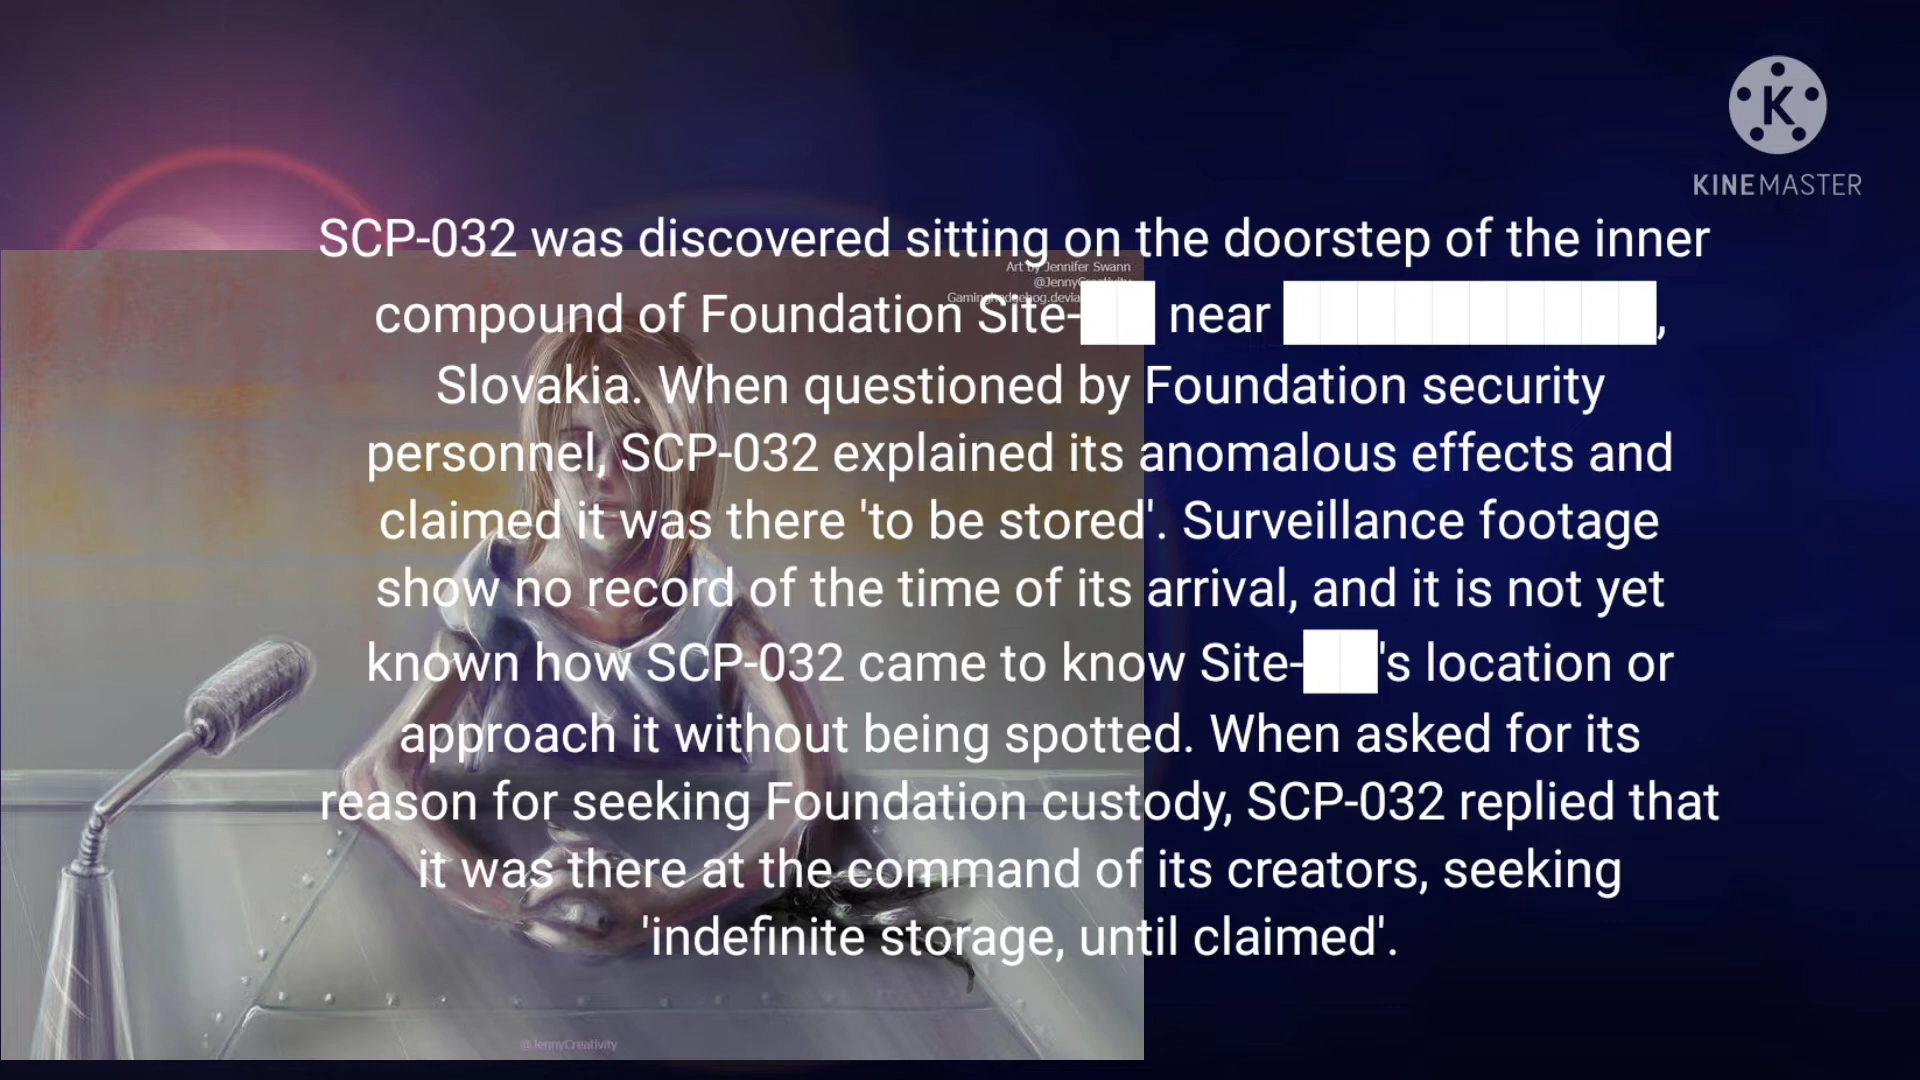 K
KINEMASTER
SCP-032 was discovered sitting on the doorstep of the inner
Art by Jennifer Swann
@JennyCreativity
compound of Foundation Site-██ near ██████████,
Slovakia. When questioned by Foundation security
personnel, SCP-032 explained its anomalous effects and
claimed it was there 'to be stored'. Surveillance footage
show no record of the time of its arrival, and it is not yet
known how SCP-032 came to know Site-██'s location or
approach it without being spotted. When asked for its
reason for seeking Foundation custody, SCP-032 replied that
it was there at the command of its creators, seeking
'indefinite storage, until claimed'.
@JennyCreativity